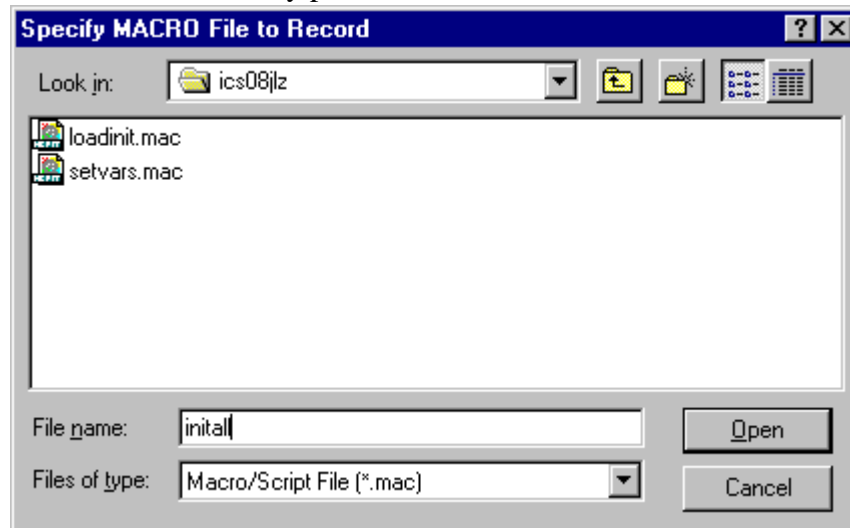 Specify MACRO File to Record
Look in: ics08jlz
loadinit.mac
setvars.mac
File name: initall
Open
Files of type: Macro/Script File (*.mac)
Cancel